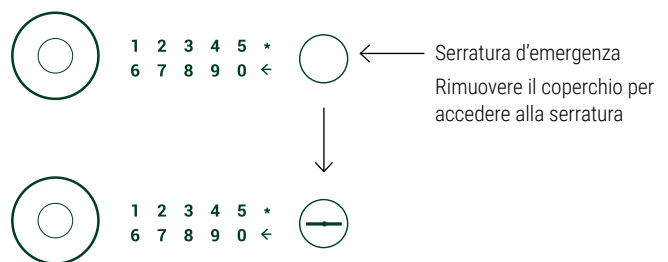 1 2 3 4 5 *
6 7 8 9 0 ←
Serratura d'emergenza
Rimuovere il coperchio per
accedere alla serratura
1 2 3 4 5 *
6 7 8 9 0 ←